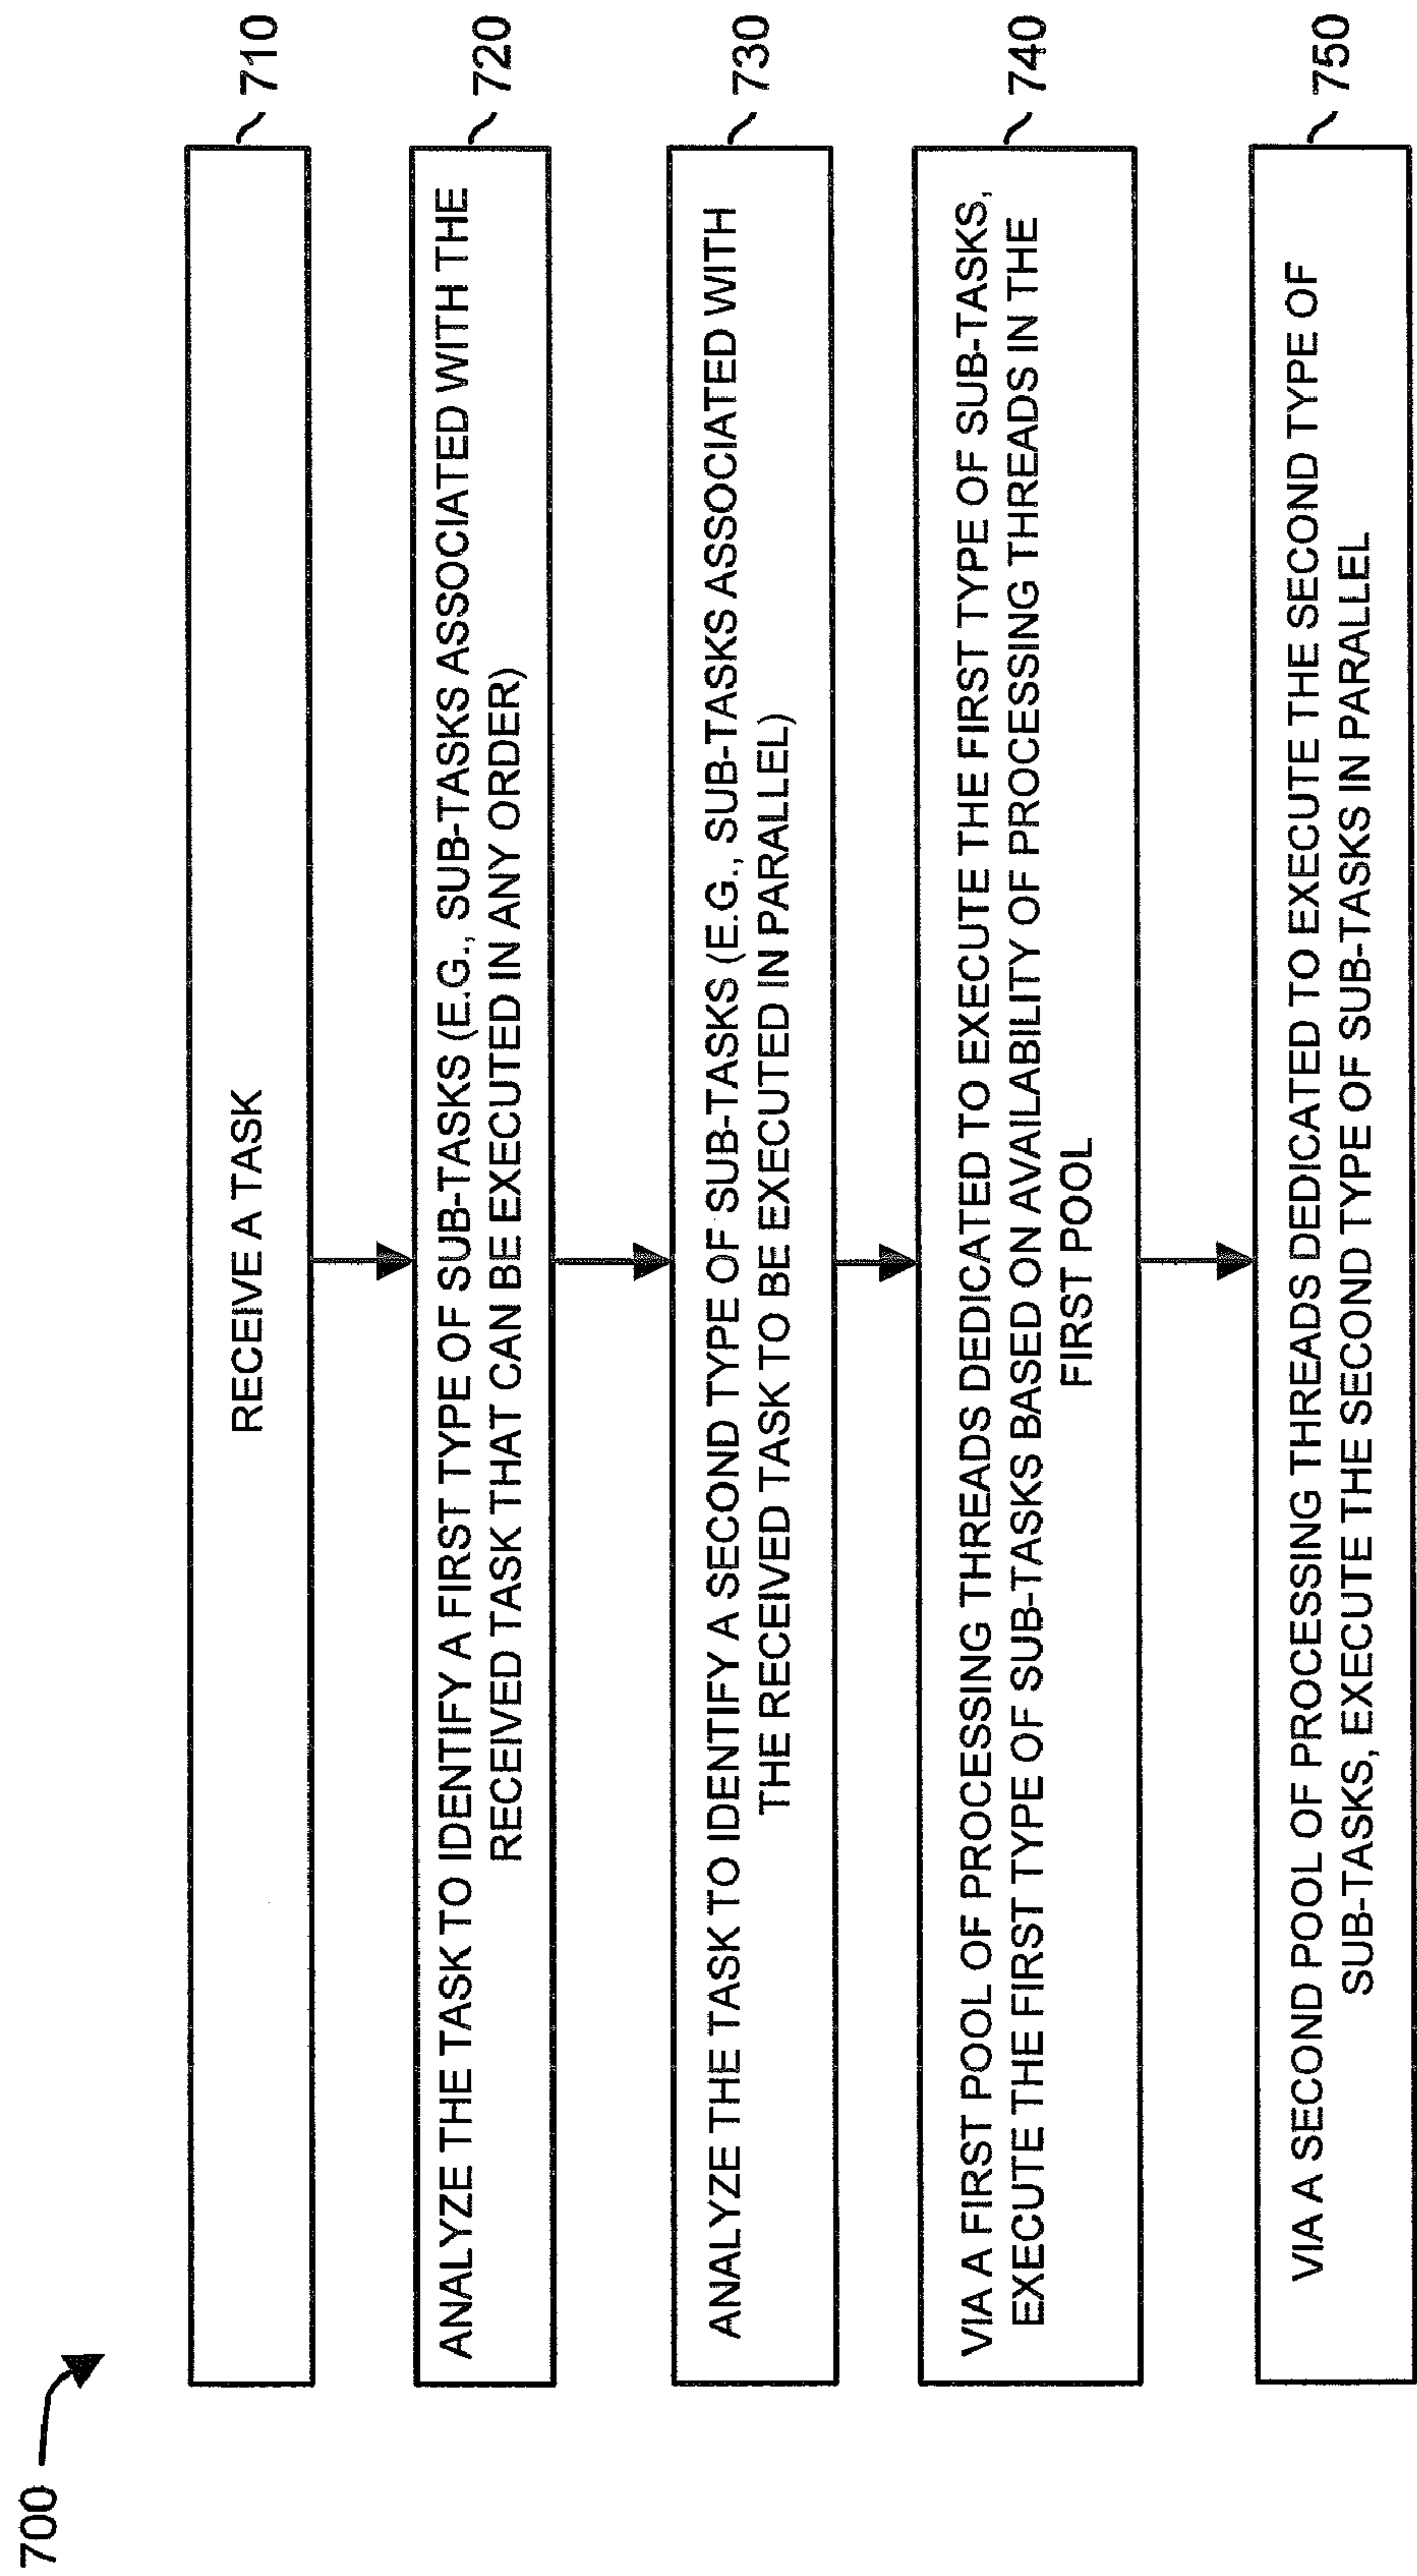 700
RECEIVE A TASK
710
ANALYZE THE TASK TO IDENTIFY A FIRST TYPE OF SUB-TASKS (E.G., SUB-TASKS ASSOCIATED WITH THE
RECEIVED TASK THAT CAN BE EXECUTED IN ANY ORDER)
720
ANALYZE THE TASK TO IDENTIFY A SECOND TYPE OF SUB-TASKS (E.G., SUB-TASKS ASSOCIATED WITH
THE RECEIVED TASK TO BE EXECUTED IN PARALLEL)
730
VIA A FIRST POOL OF PROCESSING THREADS DEDICATED TO EXECUTE THE FIRST TYPE OF SUB-TASKS,
EXECUTE THE FIRST TYPE OF SUB-TASKS BASED ON AVAILABILITY OF PROCESSING THREADS IN THE
FIRST POOL
740
VIA A SECOND POOL OF PROCESSING THREADS DEDICATED TO EXECUTE THE SECOND TYPE OF
SUB-TASKS, EXECUTE THE SECOND TYPE OF SUB-TASKS IN PARALLEL
750